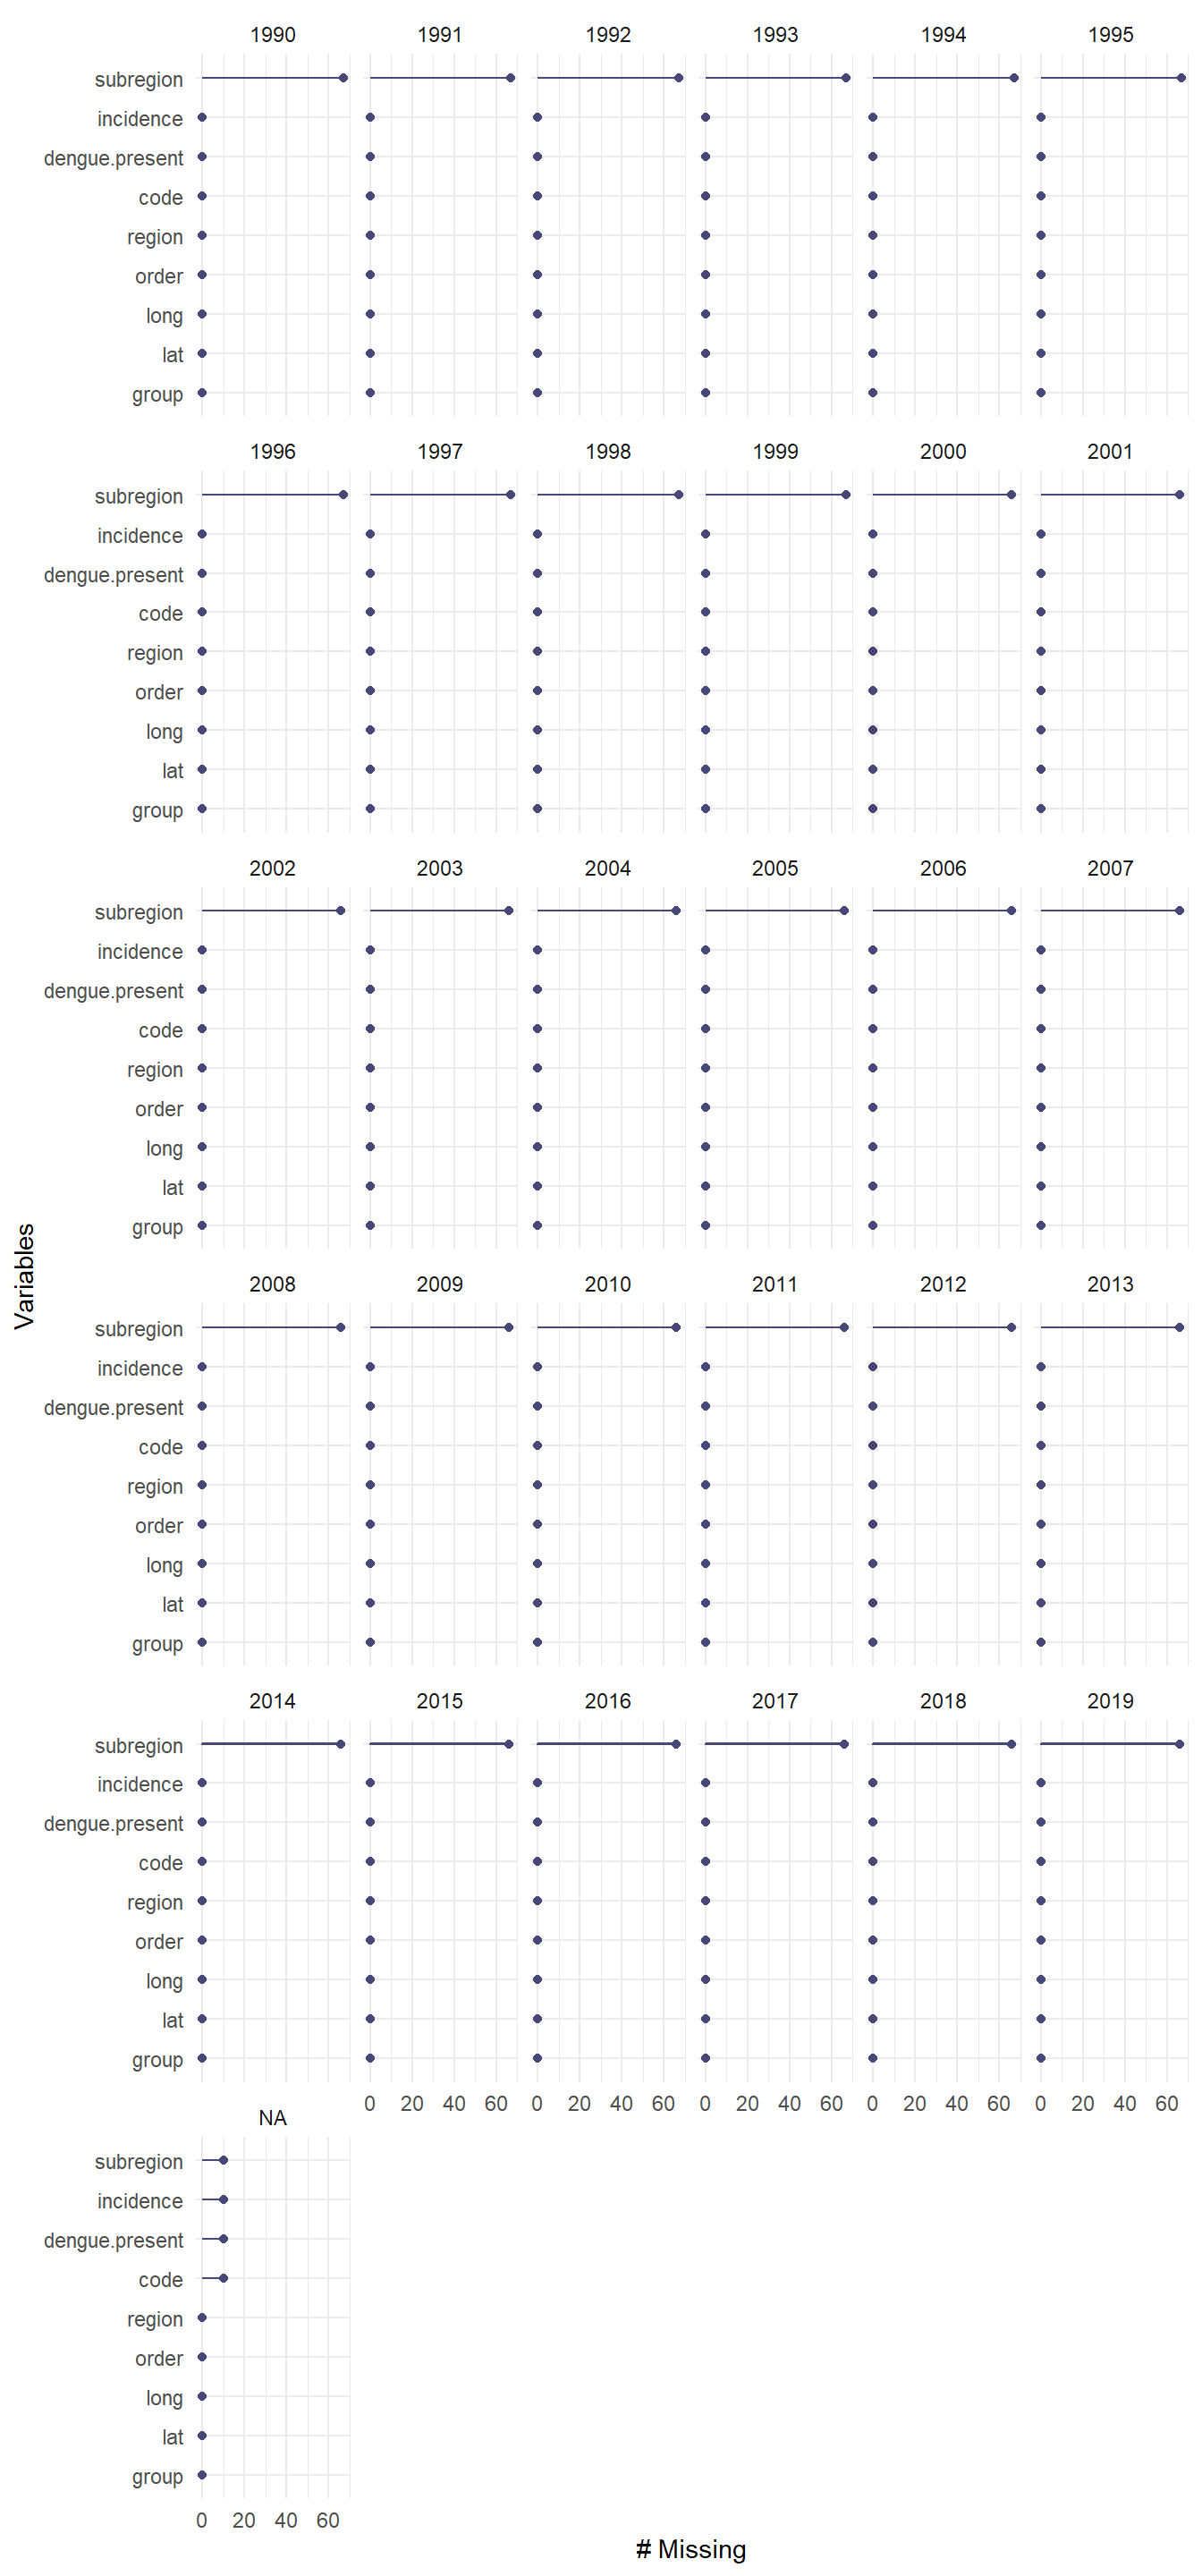 1990 1991 1992 1993 1994 1995
subregion
incidence
dengue.present
code
region
order
long
lat
group
1996 1997 1998 1999 2000 2001
subregion
incidence
dengue.present
code
region
order
long
lat
group
2002 2003 2004 2005 2006 2007
subregion
incidence
dengue.present
code
region
order
long
lat
group
Variables
2008 2009 2010 2011 2012 2013
subregion
incidence
dengue.present
code
region
order
long
lat
group
2014 2015 2016 2017 2018 2019
subregion
incidence
dengue.present
code
region
order
long
lat
group
0 20 40 60 0 20 40 60 0 20 40 60 0 20 40 60 0 20 40 60
NA
subregion
incidence
dengue.present
code
region
order
long
lat
group
0 20 40 60
# Missing